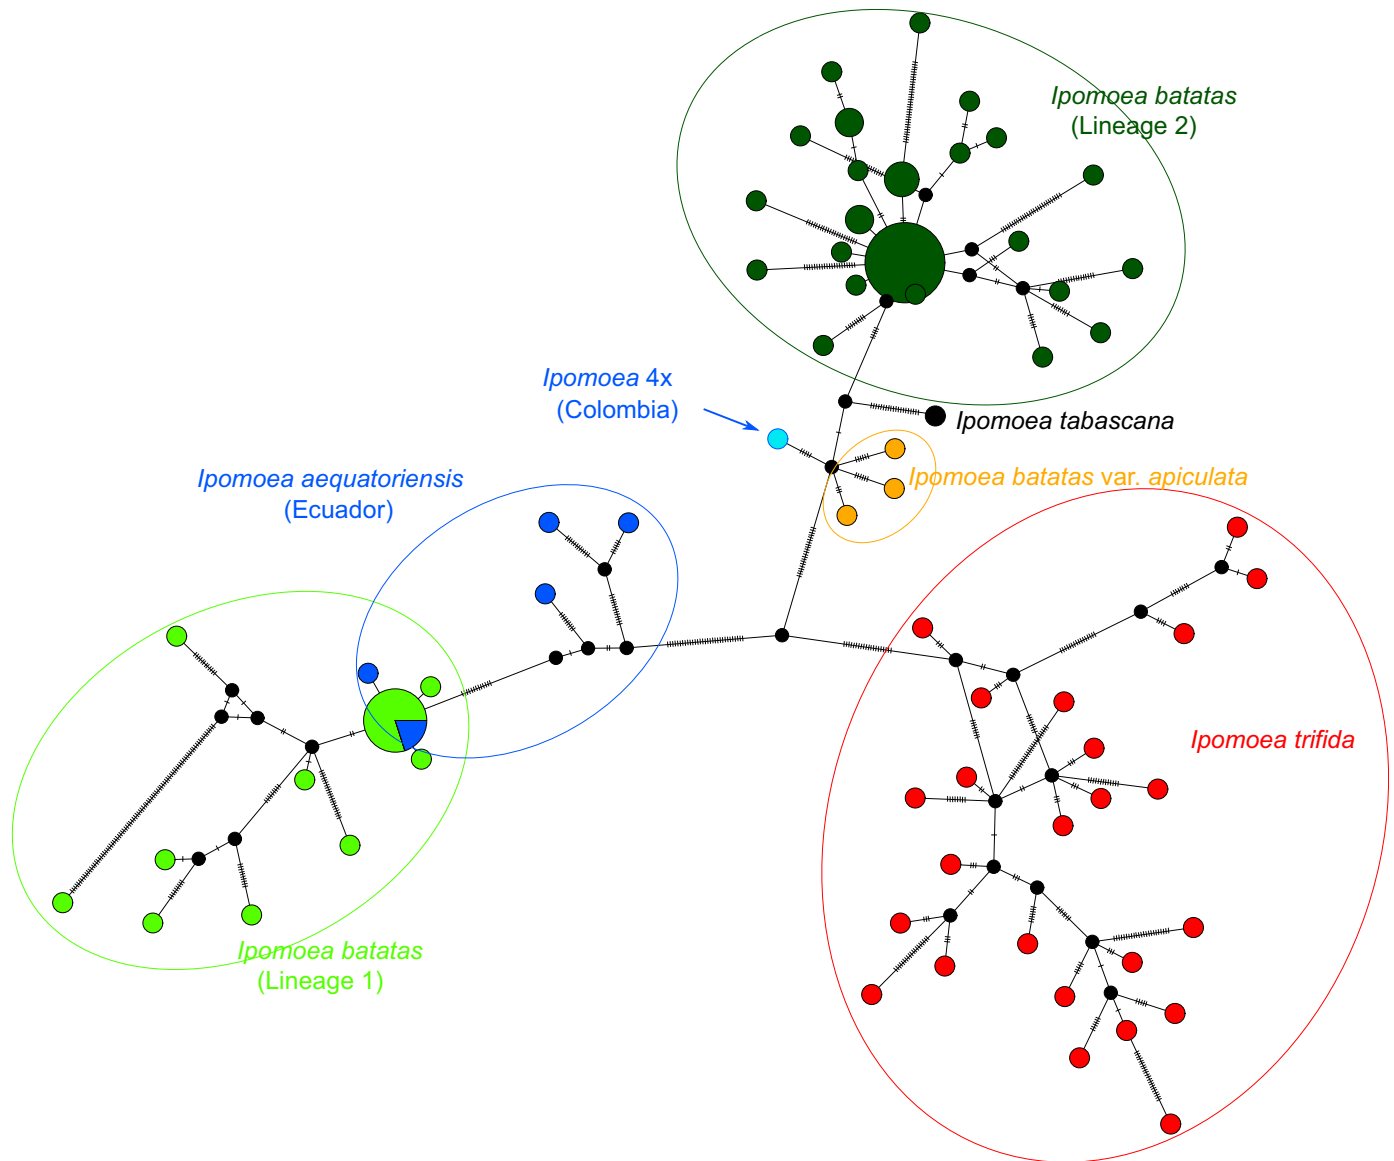 Ipomoea batatas
(Lineage 2)
Ipomoea 4x
(Colombia)
Ipomoea tabascana
Ipomoea aequatoriensis
(Ecuador)
Ipomoea batatas var. apiculata
Ipomoea trifida
Ipomoea batatas
(Lineage 1)